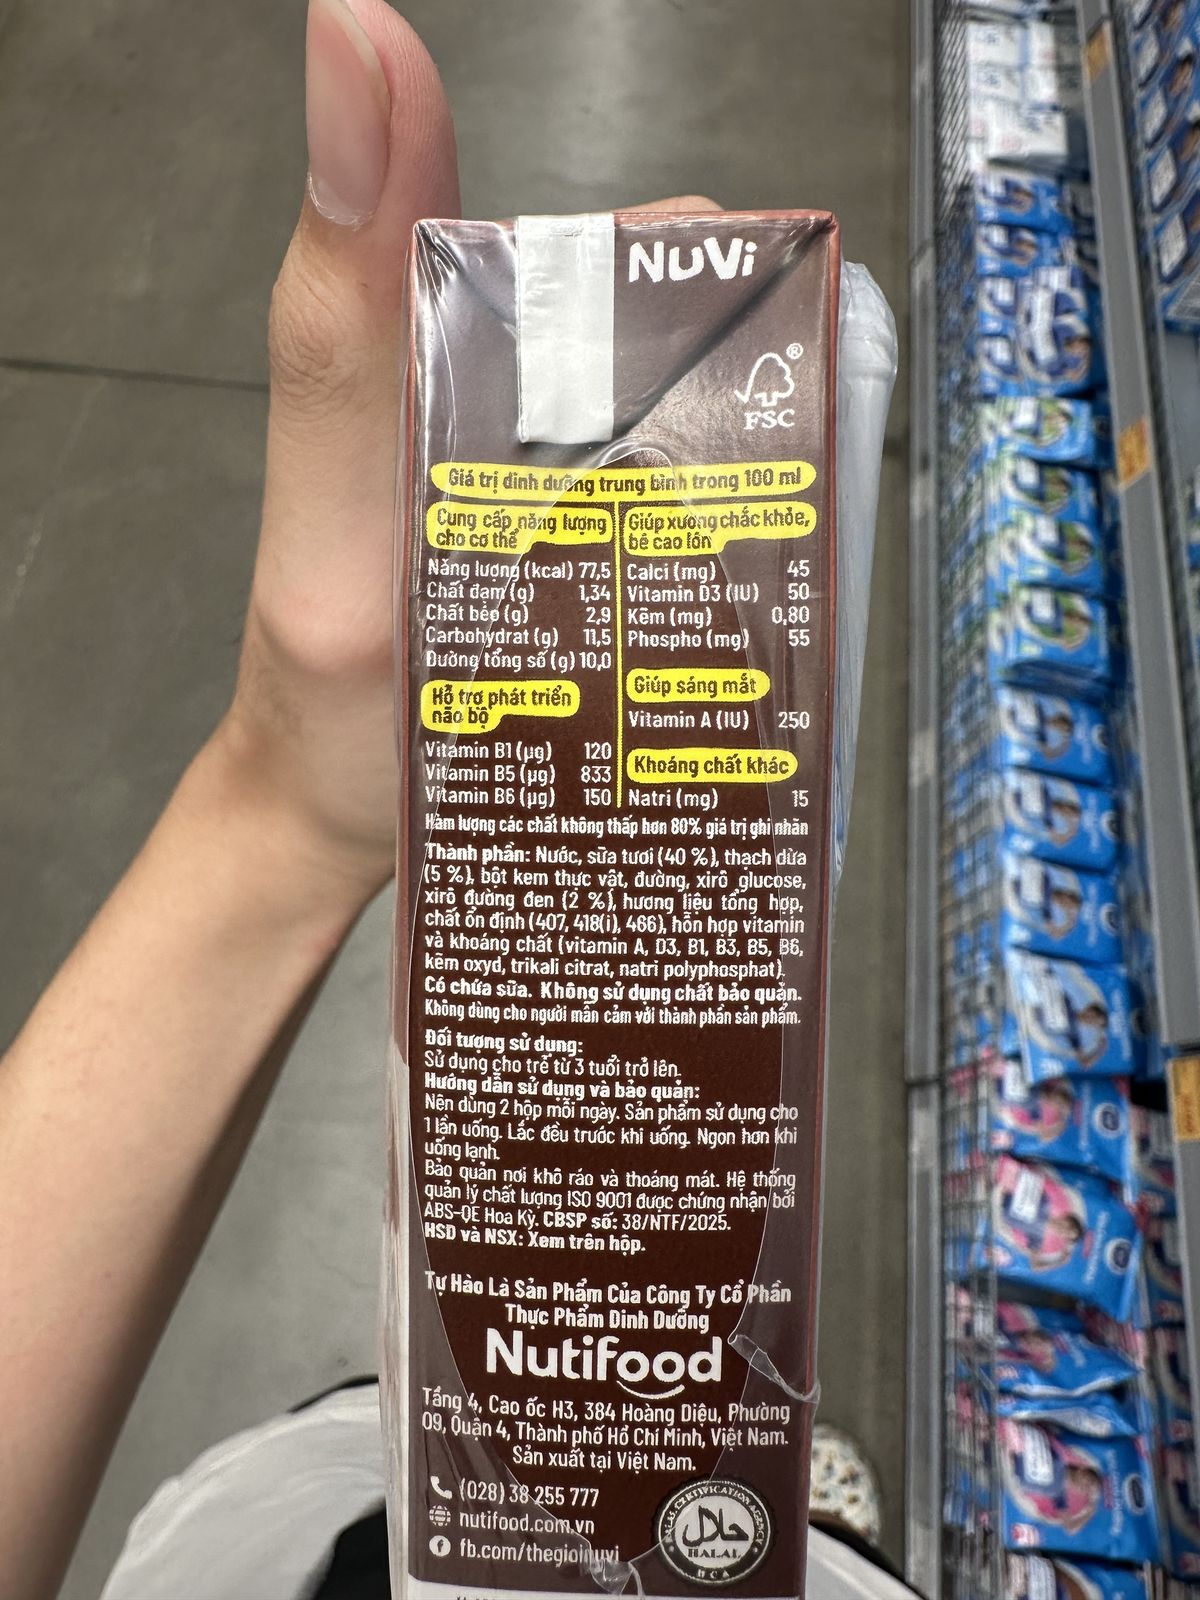 NuVi
®
FSC
Giá trị dinh dưỡng trung bình trong 100 ml
Cung cấp năng lượng
cho cơ thể
Năng lượng (kcal) 77,5
Chất đạm (g) 1,34
Chất béo (g) 2,9
Carbohydrat (g) 11,5
Đường tổng số (g) 10,0
Hỗ trợ phát triển
não bộ
Vitamin B1 (µg) 120
Vitamin B5 (µg) 833
Vitamin B6 (µg) 150
Giúp xương chắc khỏe,
bé cao lớn
Calci (mg) 45
Vitamin D3 (IU) 50
Kẽm (mg) 0,80
Phospho (mg) 55
Giúp sáng mắt
Vitamin A (IU) 250
Khoáng chất khác
Natri (mg) 15
Hàm lượng các chất không thấp hơn 80% giá trị ghi nhãn
Thành phần: Nước, sữa tươi (40 %), thạch dừa
(5 %), bột kem thực vật, đường, xirô glucose,
xirô đường đen (2 %), hương liệu tổng hợp,
chất ổn định (407, 418(i), 466), hỗn hợp vitamin
và khoáng chất (vitamin A, D3, B1, B3, B5, B6,
kẽm oxyd, trikali citrat, natri polyphosphat).
Có chứa sữa. Không sử dụng chất bảo quản.
Không dùng cho người mẫn cảm với thành phần sản phẩm.
Đối tượng sử dụng:
Sử dụng cho trẻ từ 3 tuổi trở lên.
Hướng dẫn sử dụng và bảo quản:
Nên dùng 2 hộp mỗi ngày. Sản phẩm sử dụng cho
1 lần uống. Lắc đều trước khi uống. Ngon hơn khi
uống lạnh.
Bảo quản nơi khô ráo và thoáng mát. Hệ thống
quản lý chất lượng ISO 9001 được chứng nhận bởi
ABS-QE Hoa Kỳ. CBSP số: 38/NTF/2025.
HSD và NSX: Xem trên hộp.
Tự Hào Là Sản Phẩm Của Công Ty Cổ Phần
Thực Phẩm Dinh Dưỡng
Nutifood
Tầng 4, Cao ốc H3, 384 Hoàng Diệu, Phường
09, Quận 4, Thành phố Hồ Chí Minh, Việt Nam.
Sản xuất tại Việt Nam.
(028) 38 255 777
nutifood.com.vn
fb.com/thegioinuvi
HALAL CERTIFICATION AGENCY
حلال
HALAL
HCA